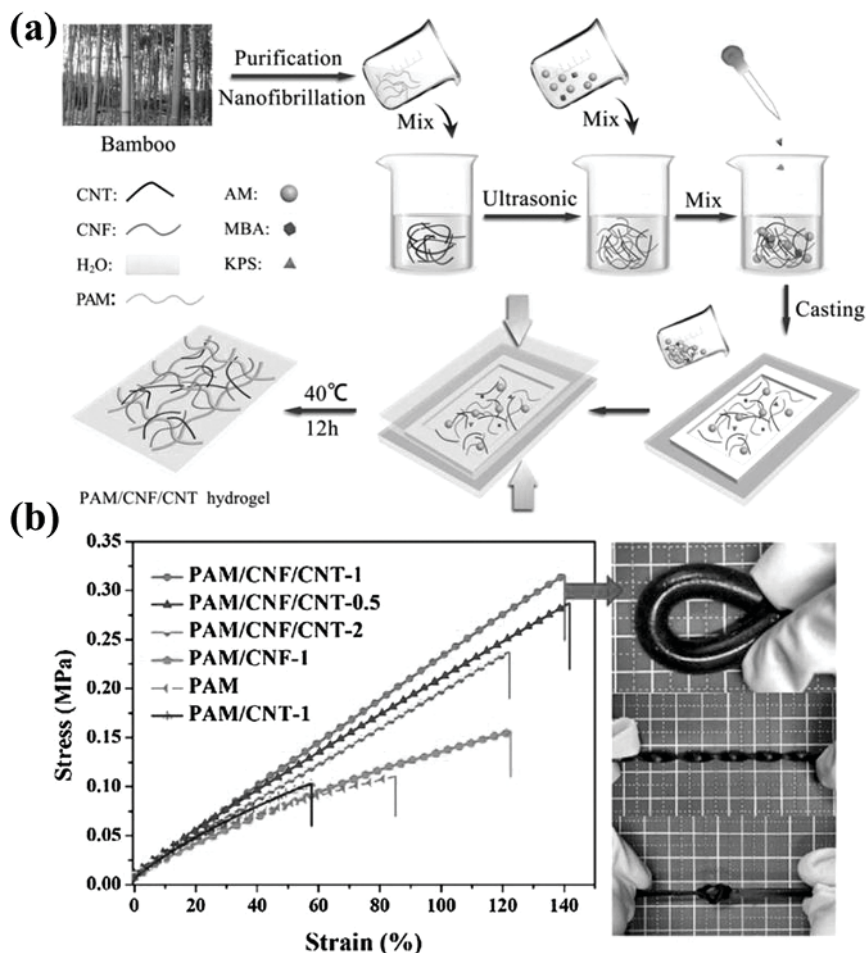 (a)
Purification
Nanofibrillation
Bamboo
Mix
Mix
CNT:
AM:
CNF:
MBA:
H₂O:
KPS:
PAM:
Ultrasonic
Mix
Casting
40℃
12h
PAM/CNF/CNT hydrogel
(b)
0.35
0.30
0.25
0.20
0.15
0.10
0.05
0.00
Stress (MPa)
PAM/CNF/CNT-1
PAM/CNF/CNT-0.5
PAM/CNF/CNT-2
PAM/CNF-1
PAM
PAM/CNT-1
0 20 40 60 80 100 120 140
Strain (%)